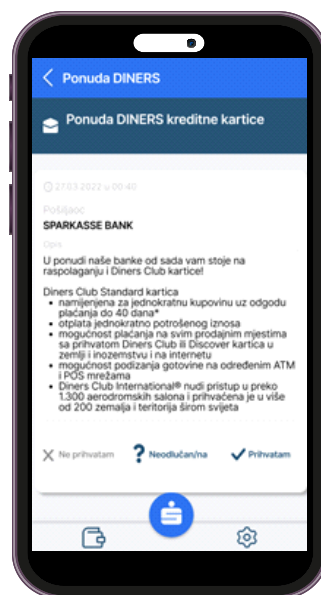 Ponuda DINERS
Ponuda DINERS kreditne kartice
27.03 2022 u 00:40
Pošiljaoc
SPARKASSE BANK
Opis
U ponudi naše banke od sada vam stoje na
raspolaganju i Diners Club kartice!
Diners Club Standard kartica
• namijenjena za jednokratnu kupovinu uz odgodu
plaćanja do 40 dana*
• otplata jednokratno potrošenog iznosa
• mogućnost plaćanja na svim prodajnim mjestima
sa prihvatom Diners Club ili Discover kartica u
zemlji i inozemstvu i na internetu
• mogućnost podizanja gotovine na određenim ATM
i POS mrežama
• Diners Club International® nudi pristup u preko
1.300 aerodromskih salona i prihvaćena je u više
od 200 zemalja i teritorija širom svijeta
Ne prihvatam ? Neodlučan/na Prihvatam